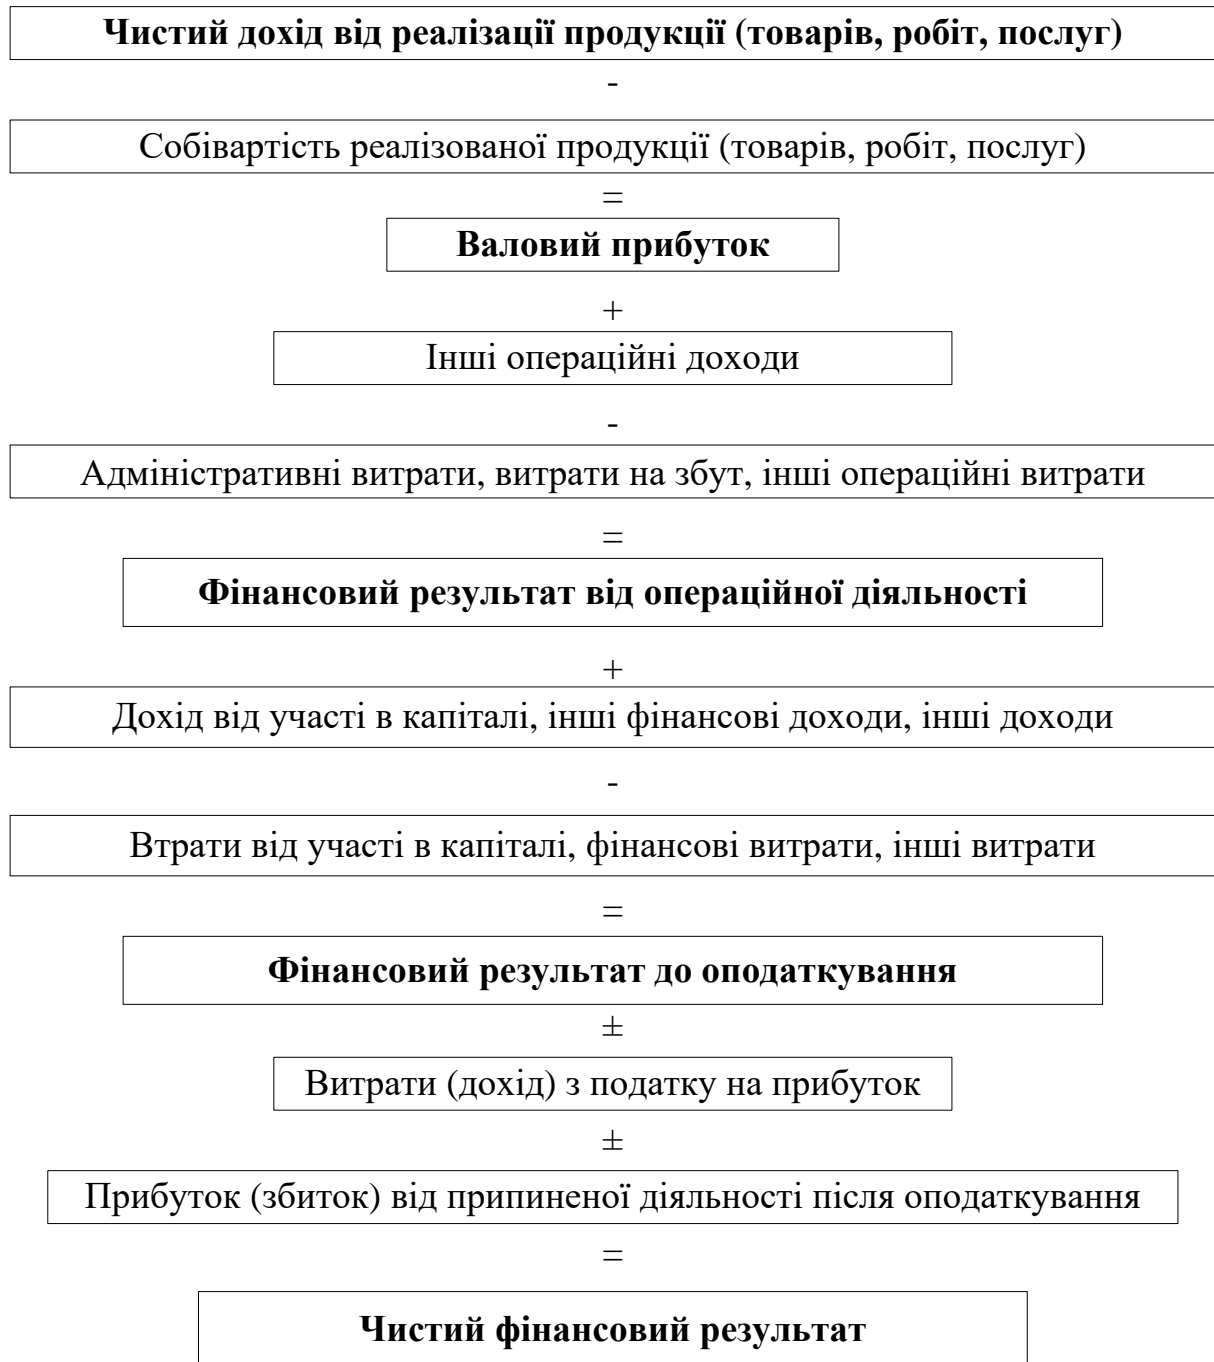 Чистий дохід від реалізації продукції (товарів, робіт, послуг)
-
Собівартість реалізованої продукції (товарів, робіт, послуг)
=
Валовий прибуток
+
Інші операційні доходи
-
Адміністративні витрати, витрати на збут, інші операційні витрати
=
Фінансовий результат від операційної діяльності
+
Дохід від участі в капіталі, інші фінансові доходи, інші доходи
-
Втрати від участі в капіталі, фінансові витрати, інші витрати
=
Фінансовий результат до оподаткування
±
Витрати (дохід) з податку на прибуток
±
Прибуток (збиток) від припиненої діяльності після оподаткування
=
Чистий фінансовий результат